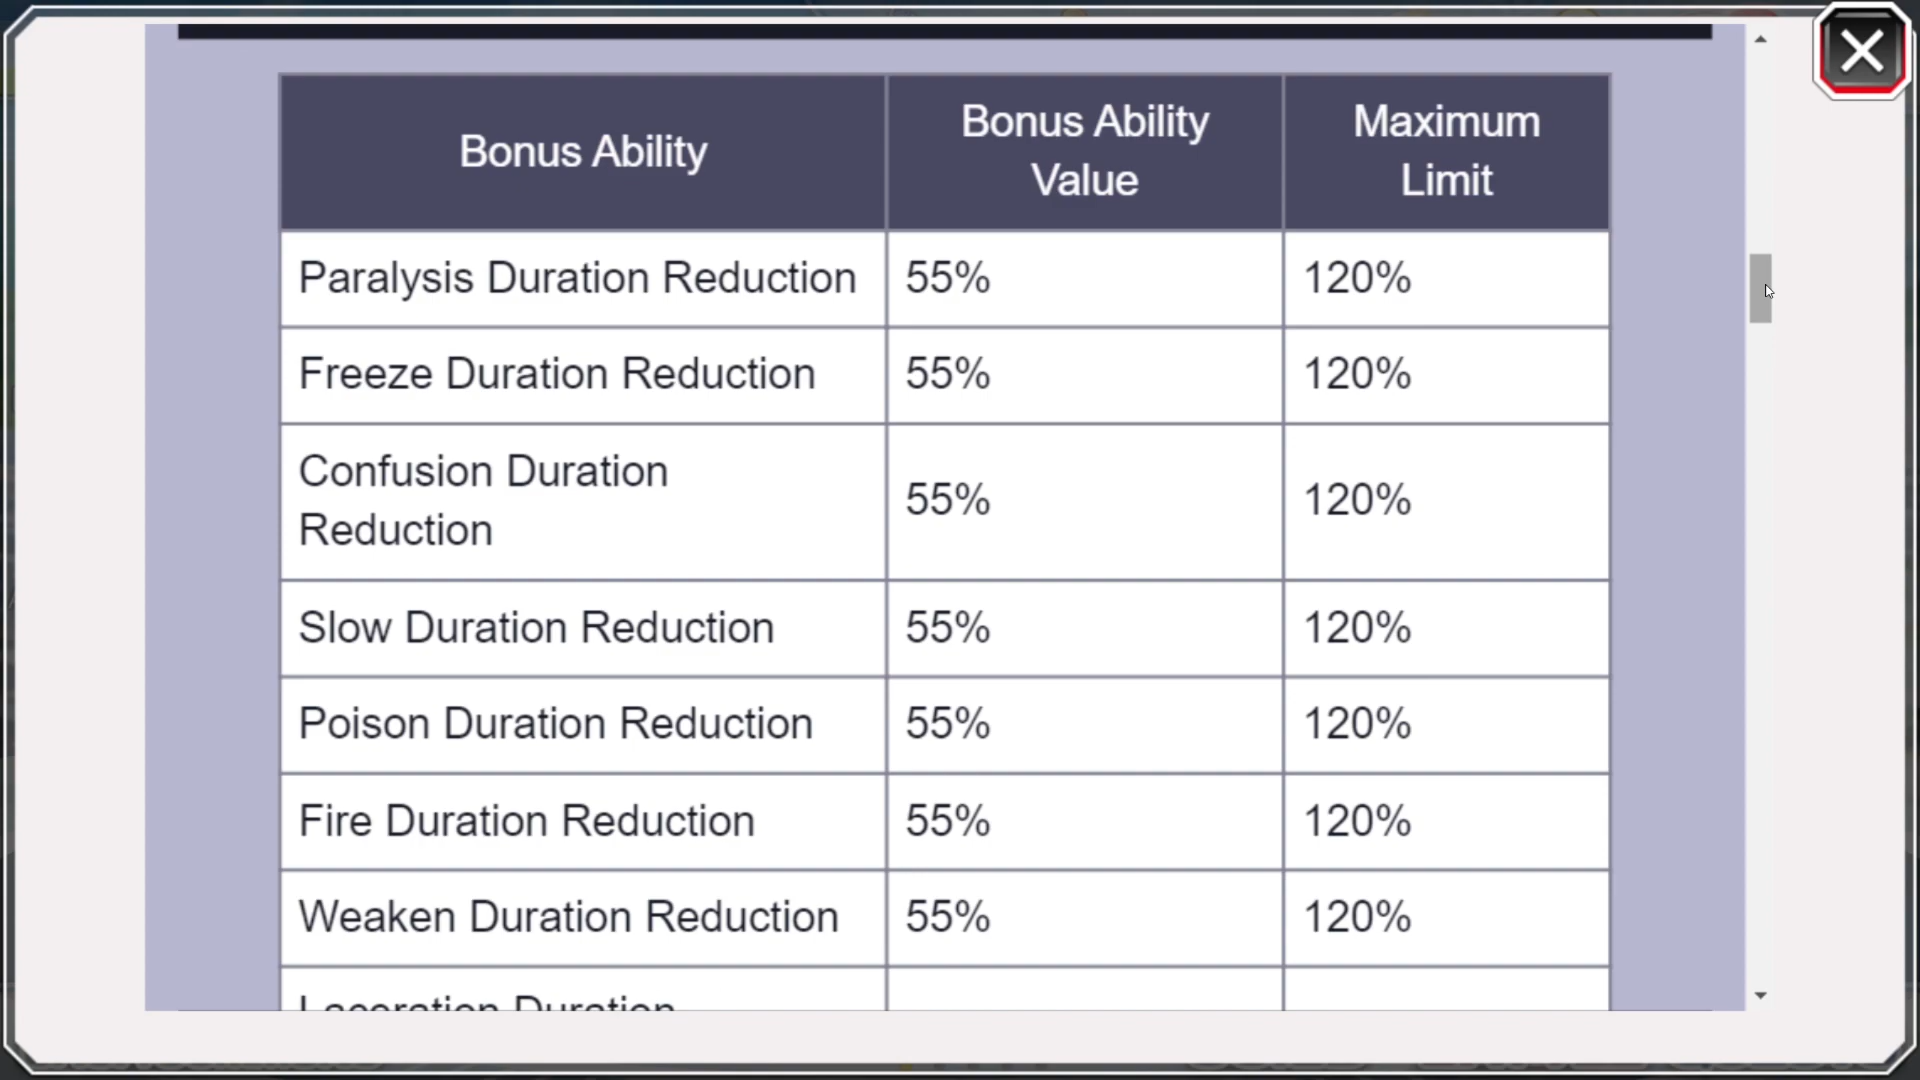 Bonus Ability
Bonus Ability
Value
Maximum
Limit
Paralysis Duration Reduction 55% 120%
Freeze Duration Reduction 55% 120%
Confusion Duration
Reduction
55% 120%
Slow Duration Reduction 55% 120%
Poison Duration Reduction 55% 120%
Fire Duration Reduction 55% 120%
Weaken Duration Reduction 55% 120%
Laceration Duration